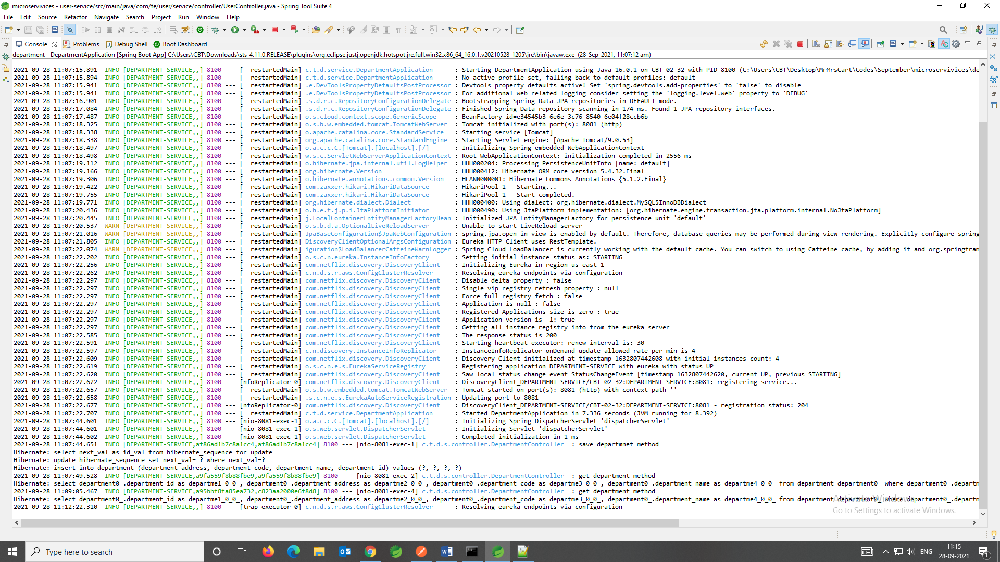 microservivices - user-service/src/main/java/com/te/user/service/controller/UserController.java - Spring Tool Suite 4
File Edit Source Refactor Navigate Search Project Run Window Help
Console Problems Debug Shell Boot Dashboard
department - DepartmentApplication [Spring Boot App] C:\Users\CBT\Downloads\sts-4.11.0.RELEASE\plugins\org.eclipse.justj.openjdk.hotspot.jre.full.win32.x86_64_16.0.1.v20210528-1205\jre\bin\javaw.exe (28-Sep-2021, 11:07:12 am)
2021-09-28 11:07:15.891 INFO [DEPARTMENT-SERVICE,,] 8100 --- [ restartedMain] c.t.d.service.DepartmentApplication : Starting DepartmentApplication using Java 16.0.1 on CBT-02-32 with PID 8100 (C:\Users\CBT\Desktop\MrMrsCart\Codes\September\microservivices\de
2021-09-28 11:07:15.894 INFO [DEPARTMENT-SERVICE,,] 8100 --- [ restartedMain] c.t.d.service.DepartmentApplication : No active profile set, falling back to default profiles: default
2021-09-28 11:07:15.941 INFO [DEPARTMENT-SERVICE,,] 8100 --- [ restartedMain] .e.DevToolsPropertyDefaultsPostProcessor : Devtools property defaults active! Set 'spring.devtools.add-properties' to 'false' to disable
2021-09-28 11:07:15.941 INFO [DEPARTMENT-SERVICE,,] 8100 --- [ restartedMain] .e.DevToolsPropertyDefaultsPostProcessor : For additional web related logging consider setting the 'logging.level.web' property to 'DEBUG'
2021-09-28 11:07:16.901 INFO [DEPARTMENT-SERVICE,,] 8100 --- [ restartedMain] .s.d.r.c.RepositoryConfigurationDelegate : Bootstrapping Spring Data JPA repositories in DEFAULT mode.
2021-09-28 11:07:17.084 INFO [DEPARTMENT-SERVICE,,] 8100 --- [ restartedMain] .s.d.r.c.RepositoryConfigurationDelegate : Finished Spring Data repository scanning in 174 ms. Found 1 JPA repository interfaces.
2021-09-28 11:07:17.487 INFO [DEPARTMENT-SERVICE,,] 8100 --- [ restartedMain] o.s.cloud.context.scope.GenericScope : BeanFactory id=e34545b3-6e6e-3c76-8540-6e04f28ccb6b
2021-09-28 11:07:18.325 INFO [DEPARTMENT-SERVICE,,] 8100 --- [ restartedMain] o.s.b.w.embedded.tomcat.TomcatWebServer : Tomcat initialized with port(s): 8081 (http)
2021-09-28 11:07:18.338 INFO [DEPARTMENT-SERVICE,,] 8100 --- [ restartedMain] o.apache.catalina.core.StandardService : Starting service [Tomcat]
2021-09-28 11:07:18.338 INFO [DEPARTMENT-SERVICE,,] 8100 --- [ restartedMain] org.apache.catalina.core.StandardEngine : Starting Servlet engine: [Apache Tomcat/9.0.53]
2021-09-28 11:07:18.497 INFO [DEPARTMENT-SERVICE,,] 8100 --- [ restartedMain] o.a.c.c.C.[Tomcat].[localhost].[/] : Initializing Spring embedded WebApplicationContext
2021-09-28 11:07:18.498 INFO [DEPARTMENT-SERVICE,,] 8100 --- [ restartedMain] w.s.c.ServletWebServerApplicationContext : Root WebApplicationContext: initialization completed in 2556 ms
2021-09-28 11:07:19.112 INFO [DEPARTMENT-SERVICE,,] 8100 --- [ restartedMain] o.hibernate.jpa.internal.util.LogHelper : HHH000204: Processing PersistenceUnitInfo [name: default]
2021-09-28 11:07:19.166 INFO [DEPARTMENT-SERVICE,,] 8100 --- [ restartedMain] org.hibernate.Version : HHH000412: Hibernate ORM core version 5.4.32.Final
2021-09-28 11:07:19.306 INFO [DEPARTMENT-SERVICE,,] 8100 --- [ restartedMain] o.hibernate.annotations.common.Version : HCANN000001: Hibernate Commons Annotations {5.1.2.Final}
2021-09-28 11:07:19.422 INFO [DEPARTMENT-SERVICE,,] 8100 --- [ restartedMain] com.zaxxer.hikari.HikariDataSource : HikariPool-1 - Starting...
2021-09-28 11:07:19.755 INFO [DEPARTMENT-SERVICE,,] 8100 --- [ restartedMain] com.zaxxer.hikari.HikariDataSource : HikariPool-1 - Start completed.
2021-09-28 11:07:19.771 INFO [DEPARTMENT-SERVICE,,] 8100 --- [ restartedMain] org.hibernate.dialect.Dialect : HHH000400: Using dialect: org.hibernate.dialect.MySQL5InnoDBDialect
2021-09-28 11:07:20.436 INFO [DEPARTMENT-SERVICE,,] 8100 --- [ restartedMain] o.h.e.t.j.p.i.JtaPlatformInitiator : HHH000490: Using JtaPlatform implementation: [org.hibernate.engine.transaction.jta.platform.internal.NoJtaPlatform]
2021-09-28 11:07:20.445 INFO [DEPARTMENT-SERVICE,,] 8100 --- [ restartedMain] j.LocalContainerEntityManagerFactoryBean : Initialized JPA EntityManagerFactory for persistence unit 'default'
2021-09-28 11:07:20.537 WARN [DEPARTMENT-SERVICE,,] 8100 --- [ restartedMain] o.s.b.d.a.OptionalLiveReloadServer : Unable to start LiveReload server
2021-09-28 11:07:21.016 WARN [DEPARTMENT-SERVICE,,] 8100 --- [ restartedMain] JpaBaseConfiguration$JpaWebConfiguration : spring.jpa.open-in-view is enabled by default. Therefore, database queries may be performed during view rendering. Explicitly configure spring
2021-09-28 11:07:21.805 INFO [DEPARTMENT-SERVICE,,] 8100 --- [ restartedMain] DiscoveryClientOptionalArgsConfiguration : Eureka HTTP Client uses RestTemplate.
2021-09-28 11:07:22.074 WARN [DEPARTMENT-SERVICE,,] 8100 --- [ restartedMain] iguration$LoadBalancerCaffeineWarnLogger : Spring Cloud LoadBalancer is currently working with the default cache. You can switch to using Caffeine cache, by adding it and org.springfram
2021-09-28 11:07:22.202 INFO [DEPARTMENT-SERVICE,,] 8100 --- [ restartedMain] o.s.c.n.eureka.InstanceInfoFactory : Setting initial instance status as: STARTING
2021-09-28 11:07:22.256 INFO [DEPARTMENT-SERVICE,,] 8100 --- [ restartedMain] com.netflix.discovery.DiscoveryClient : Initializing Eureka in region us-east-1
2021-09-28 11:07:22.262 INFO [DEPARTMENT-SERVICE,,] 8100 --- [ restartedMain] c.n.d.s.r.aws.ConfigClusterResolver : Resolving eureka endpoints via configuration
2021-09-28 11:07:22.297 INFO [DEPARTMENT-SERVICE,,] 8100 --- [ restartedMain] com.netflix.discovery.DiscoveryClient : Disable delta property : false
2021-09-28 11:07:22.297 INFO [DEPARTMENT-SERVICE,,] 8100 --- [ restartedMain] com.netflix.discovery.DiscoveryClient : Single vip registry refresh property : null
2021-09-28 11:07:22.297 INFO [DEPARTMENT-SERVICE,,] 8100 --- [ restartedMain] com.netflix.discovery.DiscoveryClient : Force full registry fetch : false
2021-09-28 11:07:22.297 INFO [DEPARTMENT-SERVICE,,] 8100 --- [ restartedMain] com.netflix.discovery.DiscoveryClient : Application is null : false
2021-09-28 11:07:22.297 INFO [DEPARTMENT-SERVICE,,] 8100 --- [ restartedMain] com.netflix.discovery.DiscoveryClient : Registered Applications size is zero : true
2021-09-28 11:07:22.297 INFO [DEPARTMENT-SERVICE,,] 8100 --- [ restartedMain] com.netflix.discovery.DiscoveryClient : Application version is -1: true
2021-09-28 11:07:22.297 INFO [DEPARTMENT-SERVICE,,] 8100 --- [ restartedMain] com.netflix.discovery.DiscoveryClient : Getting all instance registry info from the eureka server
2021-09-28 11:07:22.585 INFO [DEPARTMENT-SERVICE,,] 8100 --- [ restartedMain] com.netflix.discovery.DiscoveryClient : The response status is 200
2021-09-28 11:07:22.591 INFO [DEPARTMENT-SERVICE,,] 8100 --- [ restartedMain] com.netflix.discovery.DiscoveryClient : Starting heartbeat executor: renew interval is: 30
2021-09-28 11:07:22.597 INFO [DEPARTMENT-SERVICE,,] 8100 --- [ restartedMain] c.n.discovery.InstanceInfoReplicator : InstanceInfoReplicator onDemand update allowed rate per min is 4
2021-09-28 11:07:22.609 INFO [DEPARTMENT-SERVICE,,] 8100 --- [ restartedMain] com.netflix.discovery.DiscoveryClient : Discovery Client initialized at timestamp 1632807442608 with initial instances count: 4
2021-09-28 11:07:22.619 INFO [DEPARTMENT-SERVICE,,] 8100 --- [ restartedMain] o.s.c.n.e.s.EurekaServiceRegistry : Registering application DEPARTMENT-SERVICE with eureka with status UP
2021-09-28 11:07:22.620 INFO [DEPARTMENT-SERVICE,,] 8100 --- [ restartedMain] com.netflix.discovery.DiscoveryClient : Saw local status change event StatusChangeEvent [timestamp=1632807442620, current=UP, previous=STARTING]
2021-09-28 11:07:22.622 INFO [DEPARTMENT-SERVICE,,] 8100 --- [nfoReplicator-0] com.netflix.discovery.DiscoveryClient : DiscoveryClient_DEPARTMENT-SERVICE/CBT-02-32:DEPARTMENT-SERVICE:8081: registering service...
2021-09-28 11:07:22.657 INFO [DEPARTMENT-SERVICE,,] 8100 --- [ restartedMain] o.s.b.w.embedded.tomcat.TomcatWebServer : Tomcat started on port(s): 8081 (http) with context path ''
2021-09-28 11:07:22.658 INFO [DEPARTMENT-SERVICE,,] 8100 --- [ restartedMain] .s.c.n.e.s.EurekaAutoServiceRegistration : Updating port to 8081
2021-09-28 11:07:22.677 INFO [DEPARTMENT-SERVICE,,] 8100 --- [nfoReplicator-0] com.netflix.discovery.DiscoveryClient : DiscoveryClient_DEPARTMENT-SERVICE/CBT-02-32:DEPARTMENT-SERVICE:8081 - registration status: 204
2021-09-28 11:07:22.707 INFO [DEPARTMENT-SERVICE,,] 8100 --- [ restartedMain] c.t.d.service.DepartmentApplication : Started DepartmentApplication in 7.336 seconds (JVM running for 8.392)
2021-09-28 11:07:44.601 INFO [DEPARTMENT-SERVICE,,] 8100 --- [nio-8081-exec-1] o.a.c.c.C.[Tomcat].[localhost].[/] : Initializing Spring DispatcherServlet 'dispatcherServlet'
2021-09-28 11:07:44.601 INFO [DEPARTMENT-SERVICE,,] 8100 --- [nio-8081-exec-1] o.s.web.servlet.DispatcherServlet : Initializing Servlet 'dispatcherServlet'
2021-09-28 11:07:44.602 INFO [DEPARTMENT-SERVICE,,] 8100 --- [nio-8081-exec-1] o.s.web.servlet.DispatcherServlet : Completed initialization in 1 ms
2021-09-28 11:07:44.651 INFO [DEPARTMENT-SERVICE,af86ad1b7c8a1cc4,af86ad1b7c8a1cc4] 8100 --- [nio-8081-exec-1] c.t.d.s.controller.DepartmentController : save departmnet method
Hibernate: select next_val as id_val from hibernate_sequence for update
Hibernate: update hibernate_sequence set next_val= ? where next_val=?
Hibernate: insert into department (department_address, department_code, department_name, department_id) values (?, ?, ?, ?)
2021-09-28 11:07:49.528 INFO [DEPARTMENT-SERVICE,a9fa559f8b88fbe9,a9fa559f8b88fbe9] 8100 --- [nio-8081-exec-2] c.t.d.s.controller.DepartmentController : get department method
Hibernate: select department0_.department_id as departme1_0_0_, department0_.department_address as departme2_0_0_, department0_.department_code as departme3_0_0_, department0_.department_name as departme4_0_0_ from department department0_ where department0_.departm
2021-09-28 11:09:05.467 INFO [DEPARTMENT-SERVICE,a95bbf8fa85ea732,c823aa2000e6f8d8] 8100 --- [nio-8081-exec-4] c.t.d.s.controller.DepartmentController : get department method
Hibernate: select department0_.department_id as departme1_0_0_, department0_.department_address as departme2_0_0_, department0_.department_code as departme3_0_0_, department0_.department_name as departme4_0_0_ from department department0_ where department0_.departm
2021-09-28 11:12:22.310 INFO [DEPARTMENT-SERVICE,,] 8100 --- [trap-executor-0] c.n.d.s.r.aws.ConfigClusterResolver : Resolving eureka endpoints via configuration
Activate Windows
Go to Settings to activate Windows.
Type here to search
ENG
11:15
28-09-2021
1